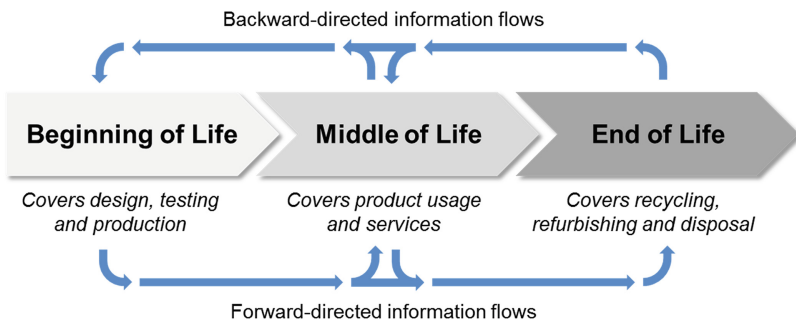 Backward-directed information flows
Beginning of Life
Middle of Life
End of Life
Covers design, testing
and production
Covers product usage
and services
Covers recycling,
refurbishing and disposal
Forward-directed information flows